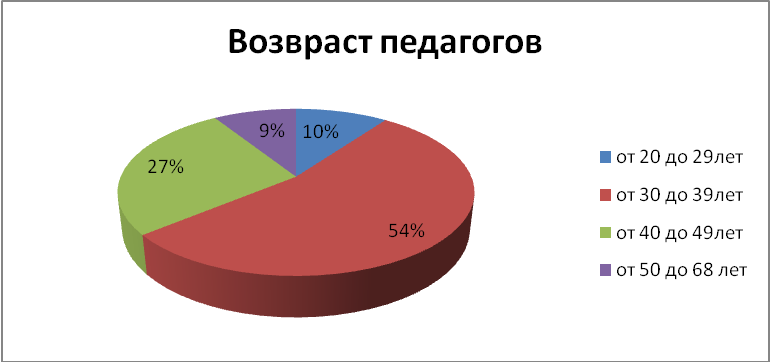 Возвраст педагогов
9%
10%
27%
54%
от 20 до 29лет
от 30 до 39лет
от 40 до 49лет
от 50 до 68 лет